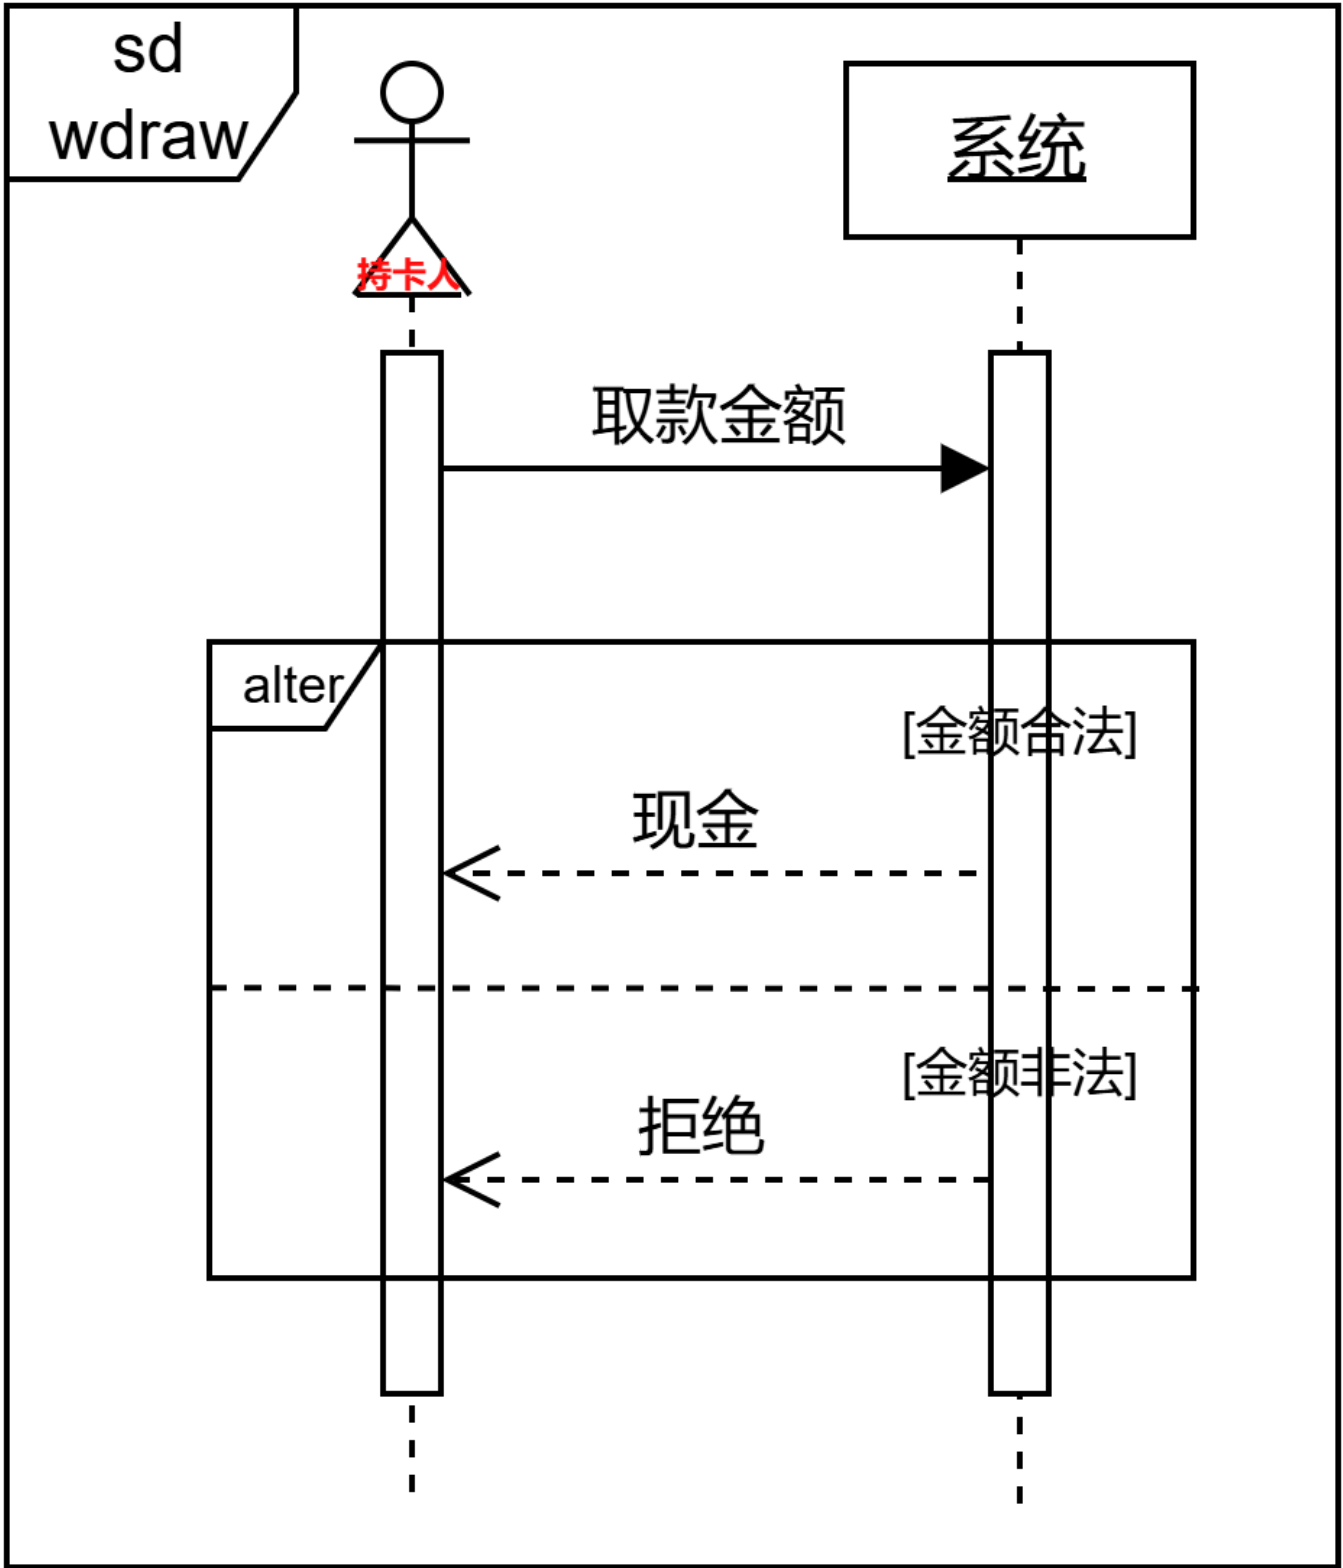 sd
wdraw
系统
持卡人
取款金额
alter
[金额合法]
现金
[金额非法]
拒绝